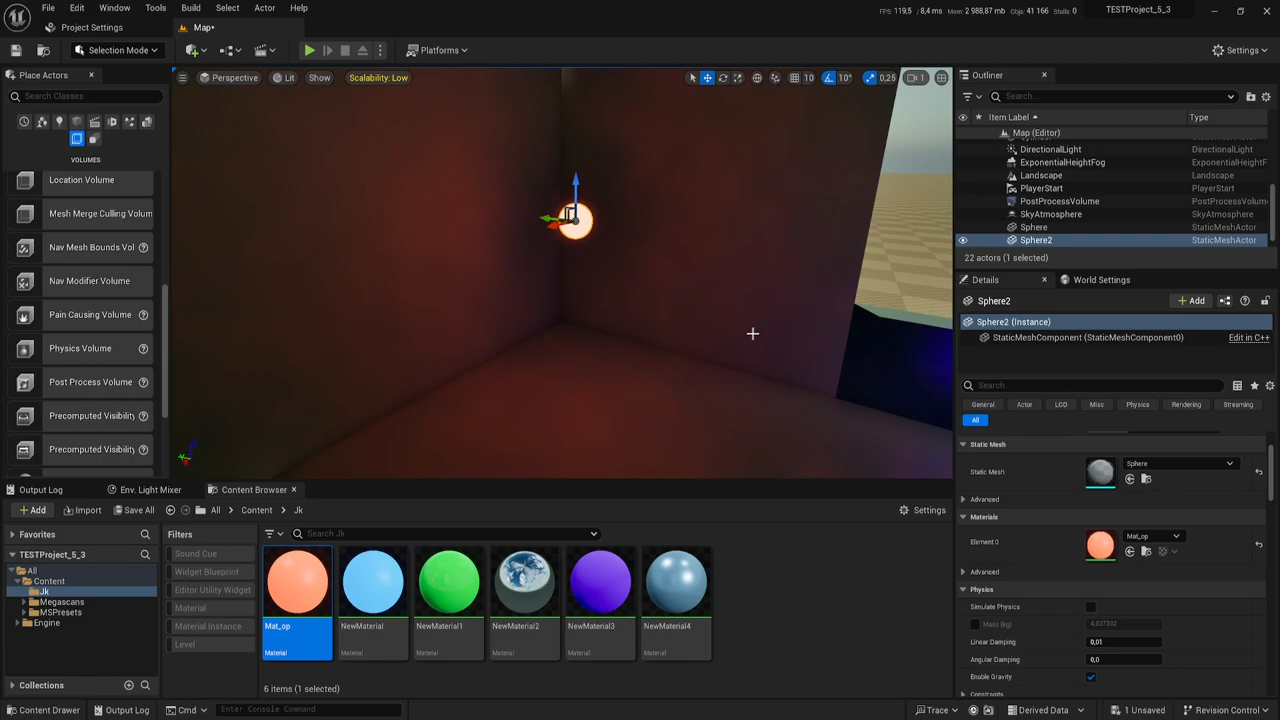 File Edit Window Tools Build Select Actor Help
FPS: 119,5 / 8,4 ms Mem: 2 988,87 mb Objs: 41 166 Stalls: 0
TESTProject_5_3
Project Settings
Map*
Selection Mode
Platforms
Settings
Place Actors
Search Classes
VOLUMES
Location Volume
Mesh Merge Culling Volum
Nav Mesh Bounds Vol
Nav Modifier Volume
Pain Causing Volume
Physics Volume
Post Process Volume
Precomputed Visibility
Precomputed Visibility
Perspective Lit Show Scalability: Low
10 10° 0,25 1
Outliner
Search...
Item Label Type
Map (Editor)
DirectionalLight DirectionalLight
ExponentialHeightFog ExponentialHeightF
Landscape Landscape
PlayerStart PlayerStart
PostProcessVolume PostProcessVolume
SkyAtmosphere SkyAtmosphere
Sphere StaticMeshActor
Sphere2 StaticMeshActor
22 actors (1 selected)
Details World Settings
Sphere2 Add
Sphere2 (Instance)
StaticMeshComponent (StaticMeshComponent0) Edit in C++
Search
General Actor LOD Misc Physics Rendering Streaming
All
Static Mesh
Static Mesh Sphere
Advanced
Materials
Element 0 Mat_op
Advanced
Physics
Simulate Physics
Mass (kg) 4,837332
Linear Damping 0,01
Angular Damping 0,0
Enable Gravity
Constraints
Output Log Env. Light Mixer Content Browser
Add Import Save All All Content Jk Settings
Favorites
TESTProject_5_3
All
Content
Jk
Megascans
MSPresets
Engine
Collections
Filters
Sound Cue
Widget Blueprint
Editor Utility Widget
Material
Material Instance
Level
Search Jk
Mat_op NewMaterial NewMaterial1 NewMaterial2 NewMaterial3 NewMaterial4
Material Material Material Material Material Material
6 items (1 selected)
Content Drawer Output Log Cmd Enter Console Command Trace Derived Data 1 Unsaved Revision Control